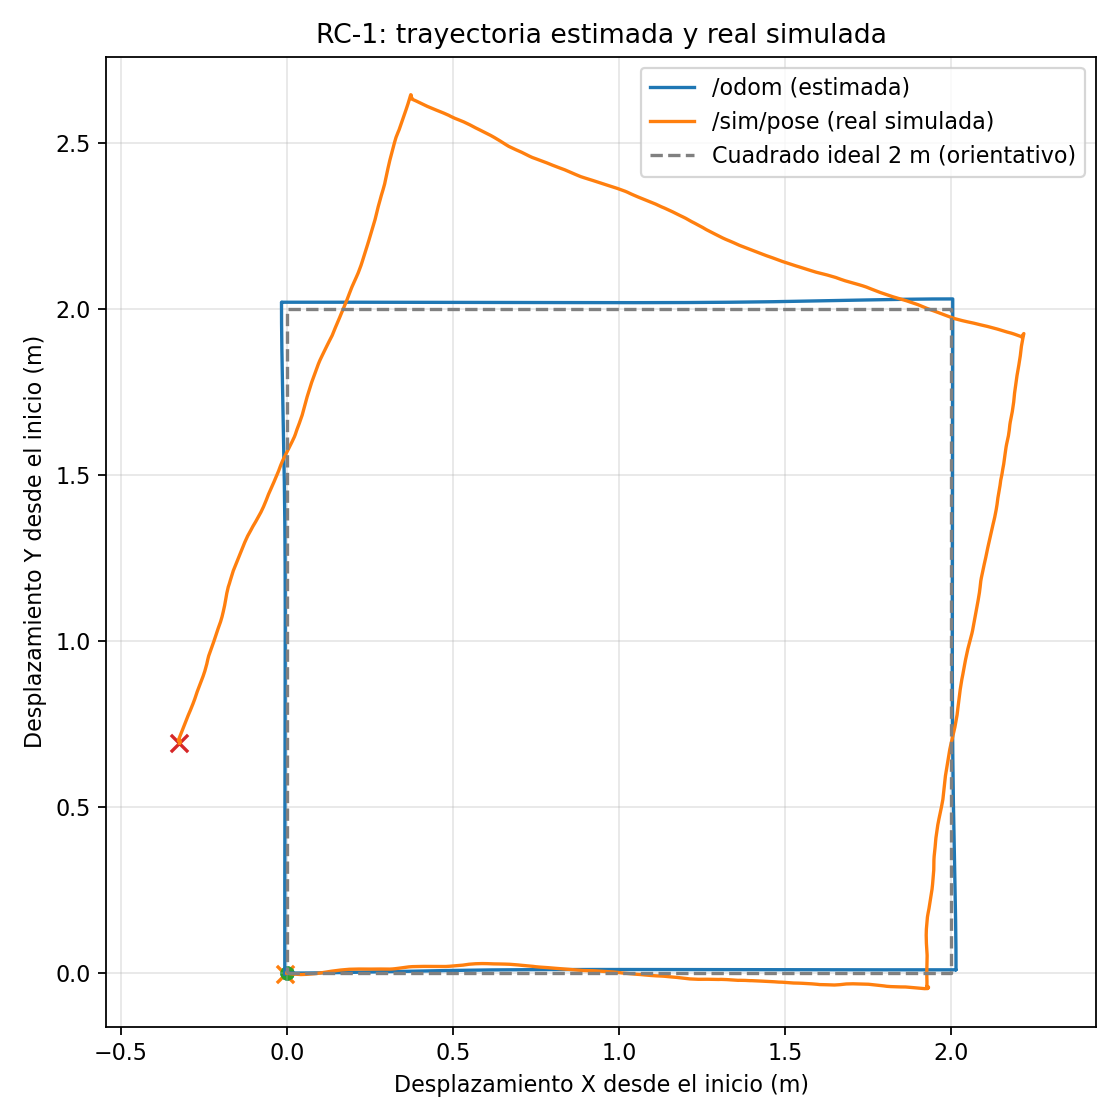 RC-1: trayectoria estimada y real simulada
/odom (estimada)
/sim/pose (real simulada)
Cuadrado ideal 2 m (orientativo)
Desplazamiento Y desde el inicio (m)
2.5
2.0
1.5
1.0
0.5
0.0
−0.5 0.0 0.5 1.0 1.5 2.0
Desplazamiento X desde el inicio (m)